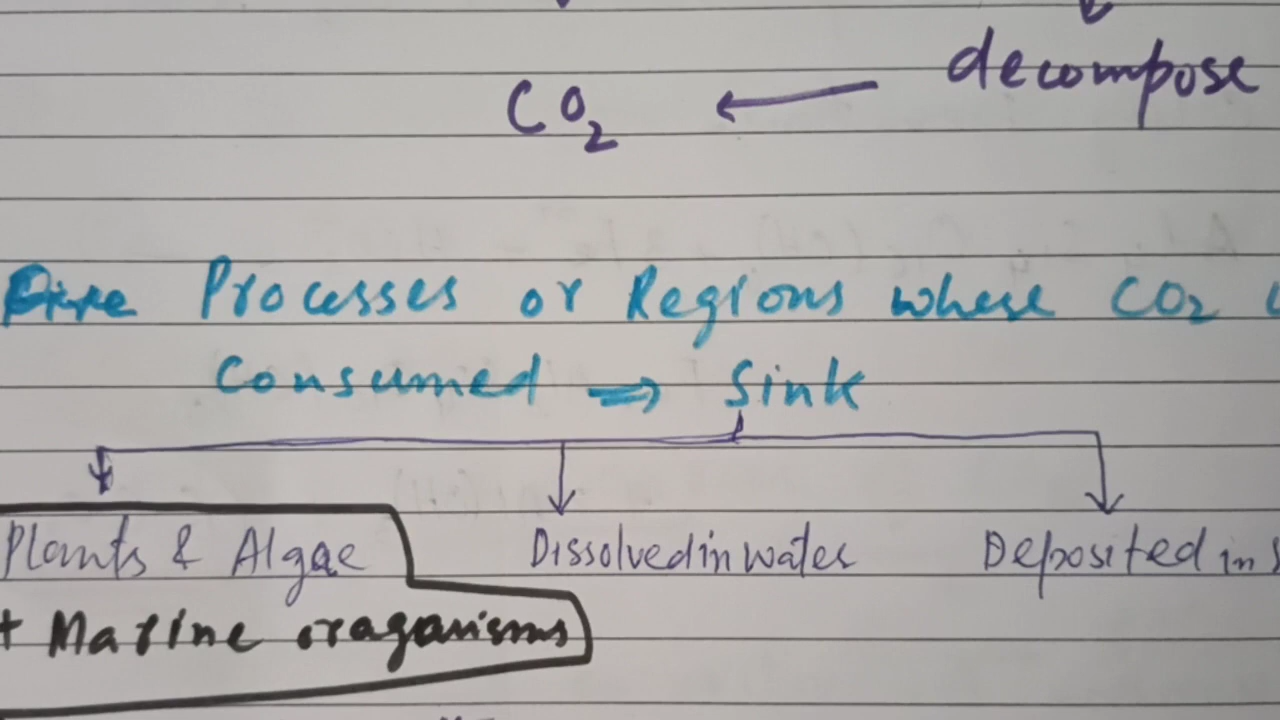 decompose
CO2 ←
Processes or Regions where CO2
Consumed ⇒ Sink
Plants & Algae Dissolved in water Deposited in
+ Marine oraganisms